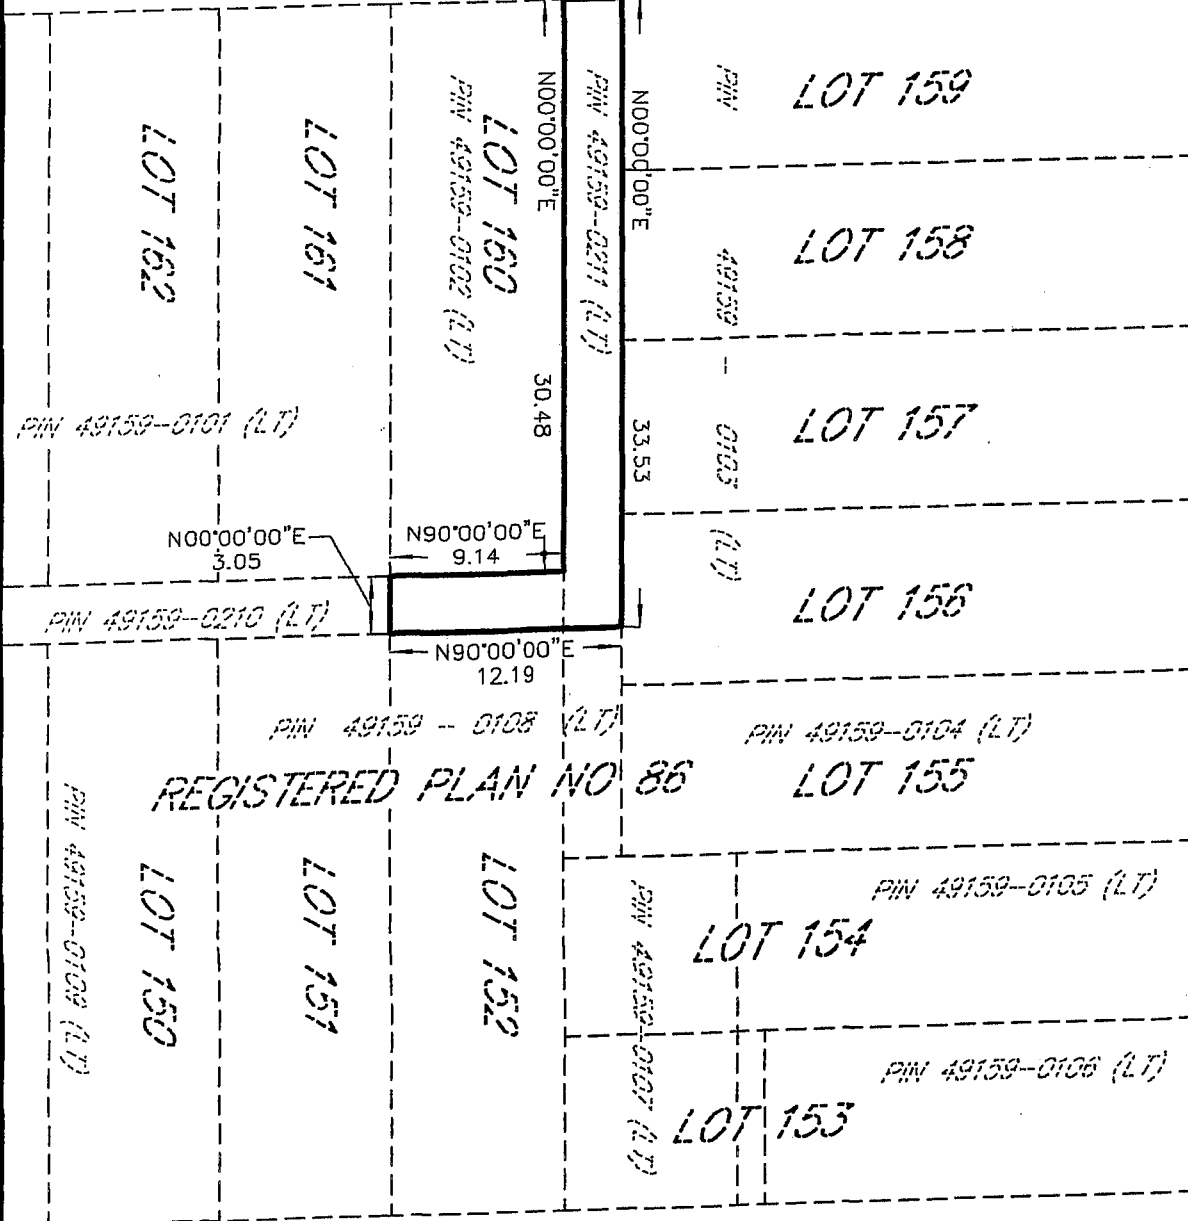 LOT 159
LOT 158
LOT 157
LOT 156
PIN 49159--0103 (LT)
N00°00'00"E
33.53
PIN 49159--0211 (LT)
N00°00'00"E
30.48
LOT 160
PIN 49159--0102 (LT)
LOT 161
LOT 162
PIN 49159--0101 (LT)
N00°00'00"E
3.05
N90°00'00"E
9.14
PIN 49159--0210 (LT)
N90°00'00"E
12.19
PIN 49159 -- 0108 (LT)
PIN 49159--0104 (LT)
REGISTERED PLAN NO 86
LOT 155
PIN 49159--0109 (LT)
LOT 150
LOT 151
LOT 152
PIN 49159--0105 (LT)
LOT 154
PIN 49159--0107 (LT)
PIN 49159--0106 (LT)
LOT 153